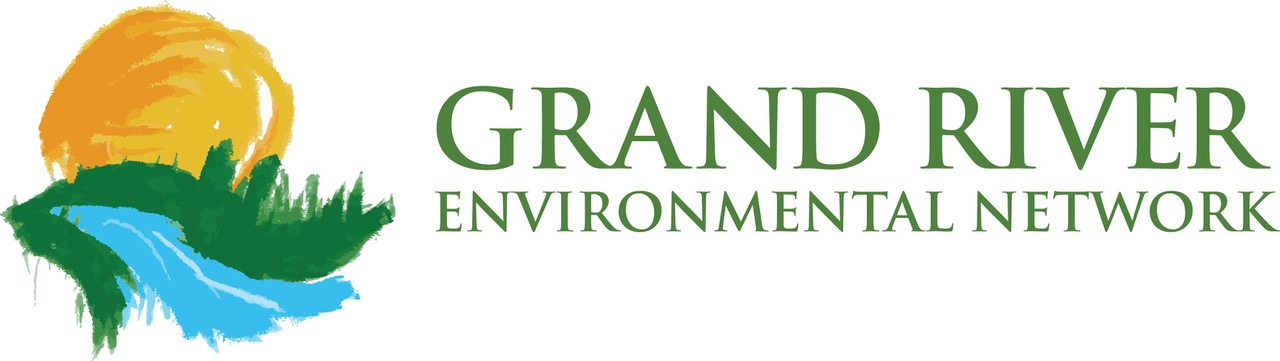 GRAND RIVER
ENVIRONMENTAL NETWORK